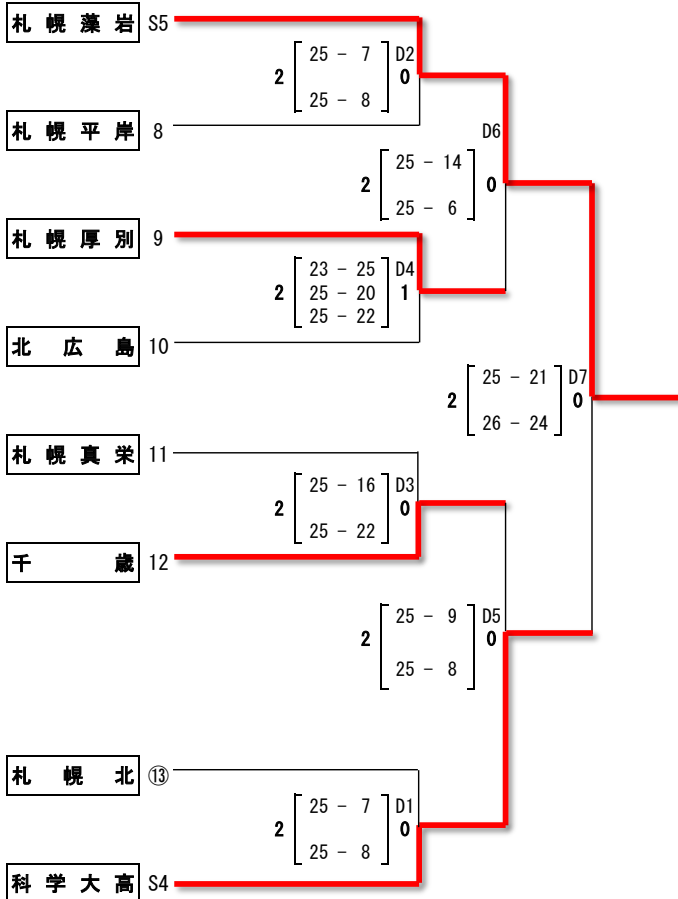 札幌藻岩 S5
25 - 7 D2
2 0
25 - 8
札幌平岸 8
D6
25 - 14
2 0
25 - 6
札幌厚別 9
23 - 25 D4
2 25 - 20 1
25 - 22
北広島 10
25 - 21 D7
2 0
26 - 24
札幌真栄 11
25 - 16 D3
2 0
25 - 22
千歳 12
25 - 9 D5
2 0
25 - 8
札幌北 ⑬
25 - 7 D1
2 0
25 - 8
科学大高 S4